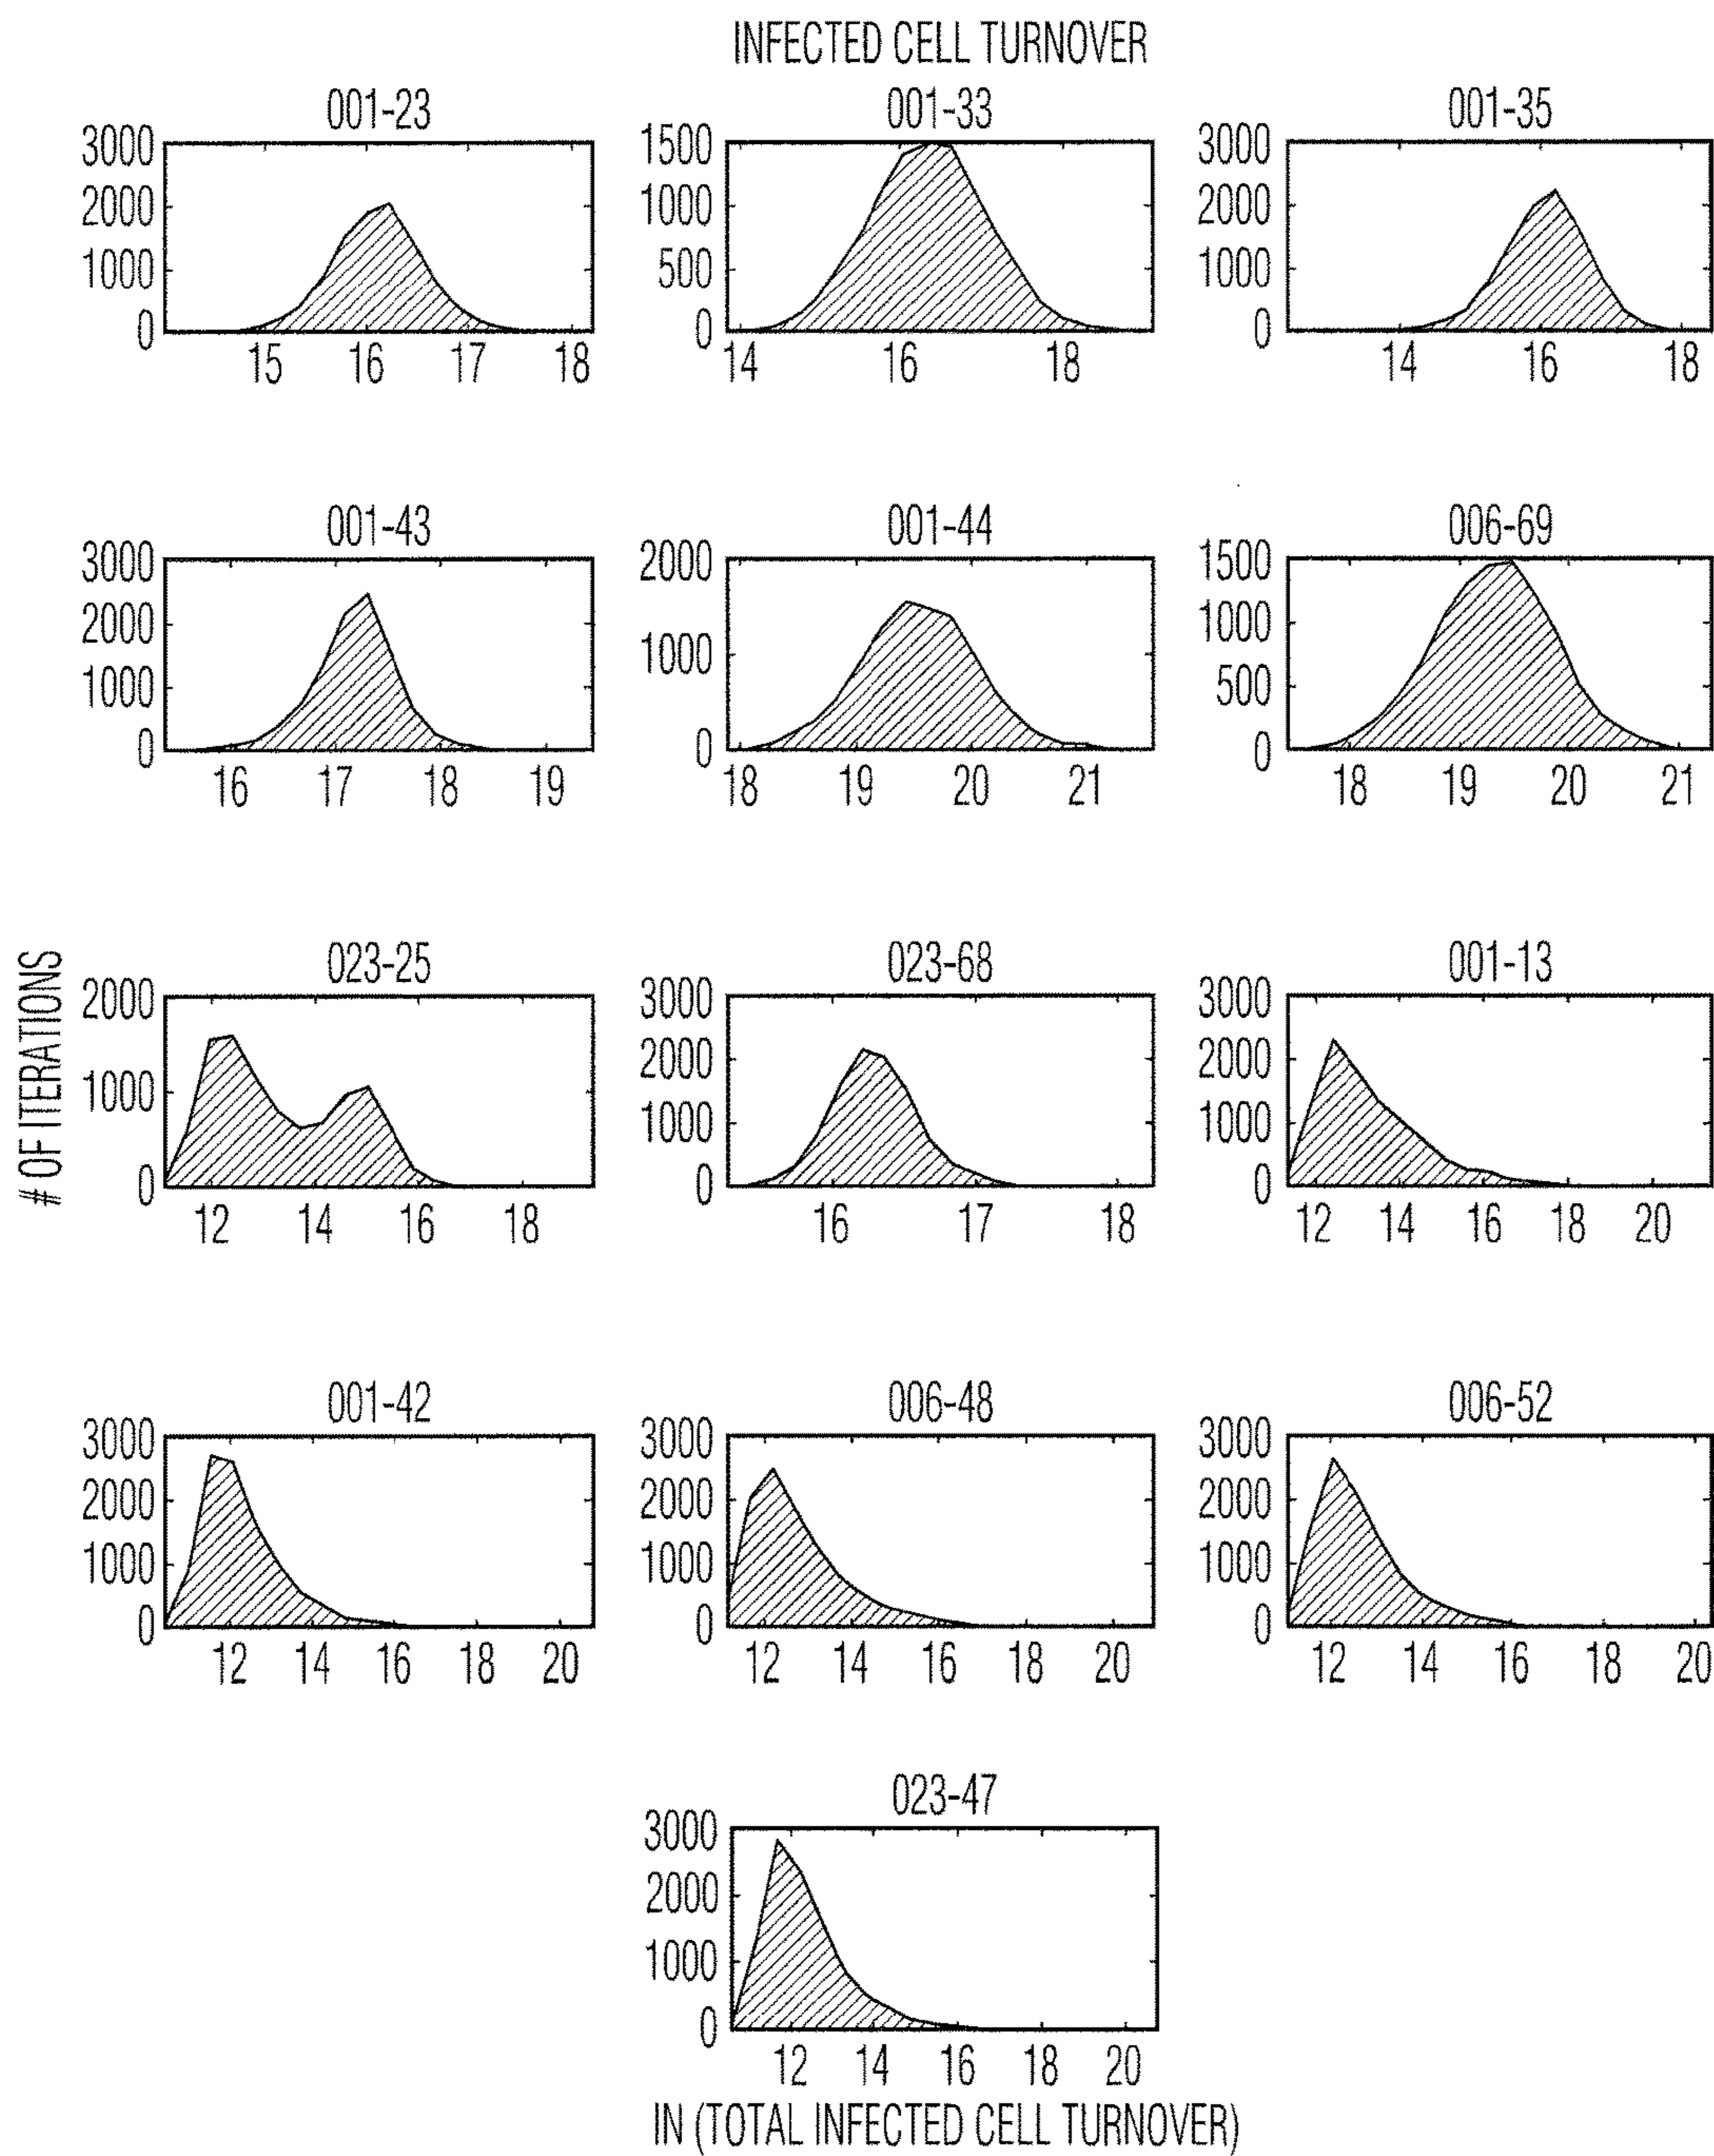 INFECTED CELL TURNOVER
001-23 001-33 001-35
3000 1500 3000
2000 1000 2000
1000 500 1000
0 0 0
15 16 17 18 14 16 18 14 16 18
001-43 001-44 006-69
3000 2000 1500
2000 1000 1000
1000 0 500
0 0
16 17 18 19 18 19 20 21 18 19 20 21
# OF ITERATIONS
023-25 023-68 001-13
2000 3000 3000
1000 2000 2000
0 1000 1000
0 0
12 14 16 18 16 17 18 12 14 16 18 20
001-42 006-48 006-52
3000 3000 3000
2000 2000 2000
1000 1000 1000
0 0 0
12 14 16 18 20 12 14 16 18 20 12 14 16 18 20
023-47
3000
2000
1000
0
12 14 16 18 20
IN (TOTAL INFECTED CELL TURNOVER)